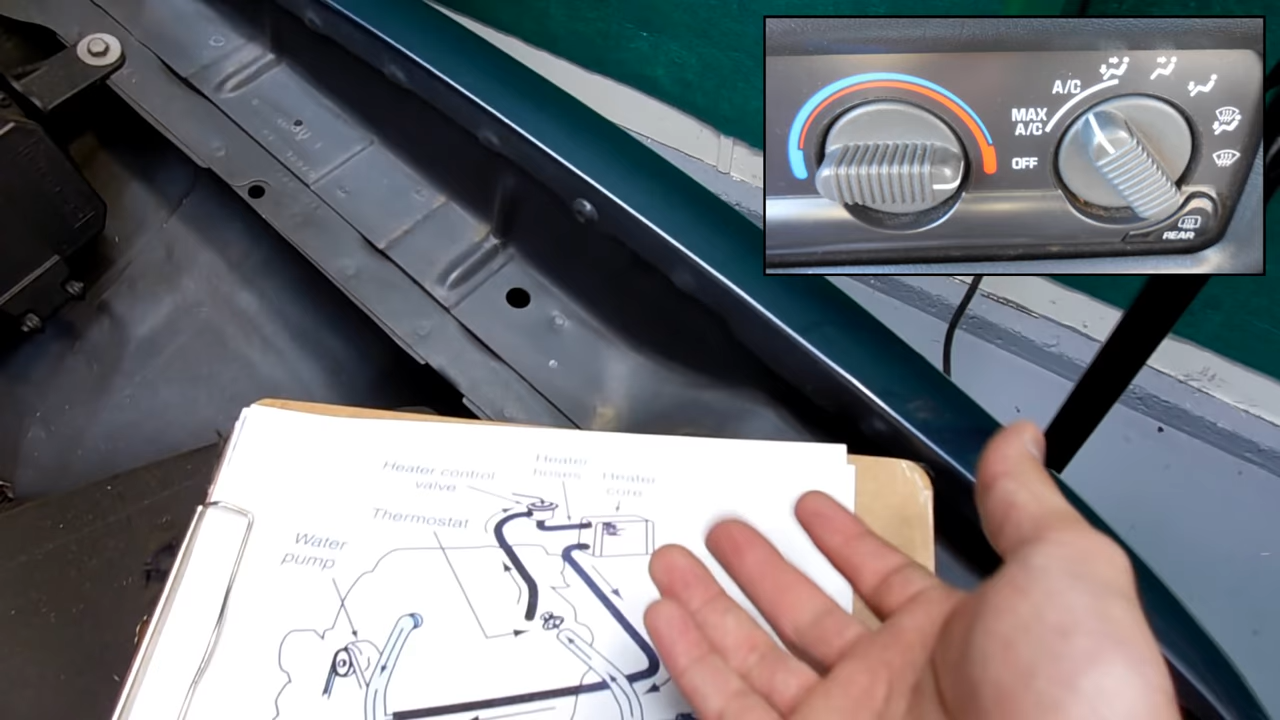 A/C
MAX
A/C
OFF
REAR
Heater
hoses
Heater control
valve
Heater
core
Thermostat
Water
pump